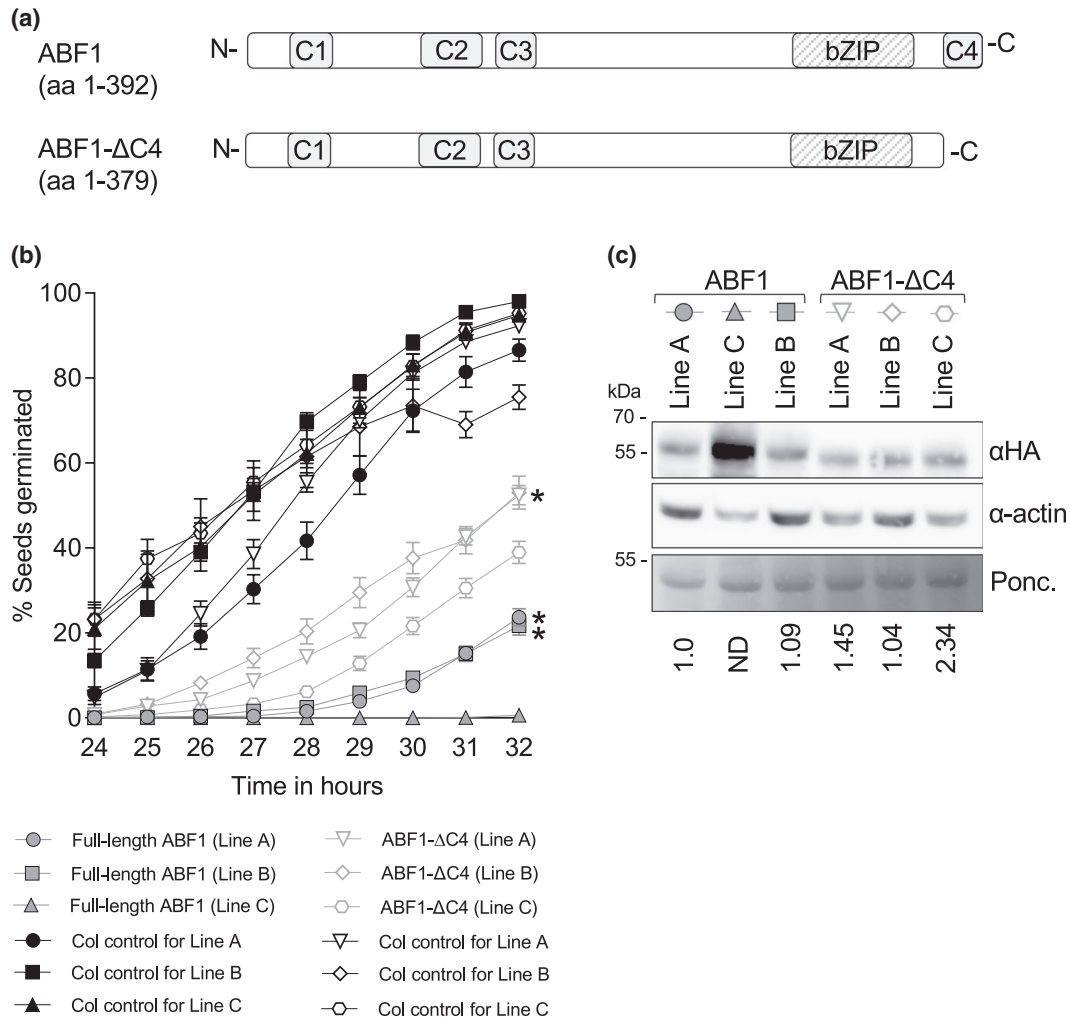 (a)
ABF1
(aa 1-392)
N- C1 C2 C3 bZIP C4 -C
ABF1-ΔC4
(aa 1-379)
N- C1 C2 C3 bZIP -C
(b)
% Seeds germinated
100
80
60
40
20
0
24 25 26 27 28 29 30 31 32
Time in hours
*
*
*
Full-length ABF1 (Line A)
Full-length ABF1 (Line B)
Full-length ABF1 (Line C)
Col control for Line A
Col control for Line B
Col control for Line C
ABF1-ΔC4 (Line A)
ABF1-ΔC4 (Line B)
ABF1-ΔC4 (Line C)
Col control for Line A
Col control for Line B
Col control for Line C
(c)
ABF1 ABF1-ΔC4
Line A Line C Line B Line A Line B Line C
kDa
70
55 αHA
α-actin
55 Ponc.
1.0 ND 1.09 1.45 1.04 2.34